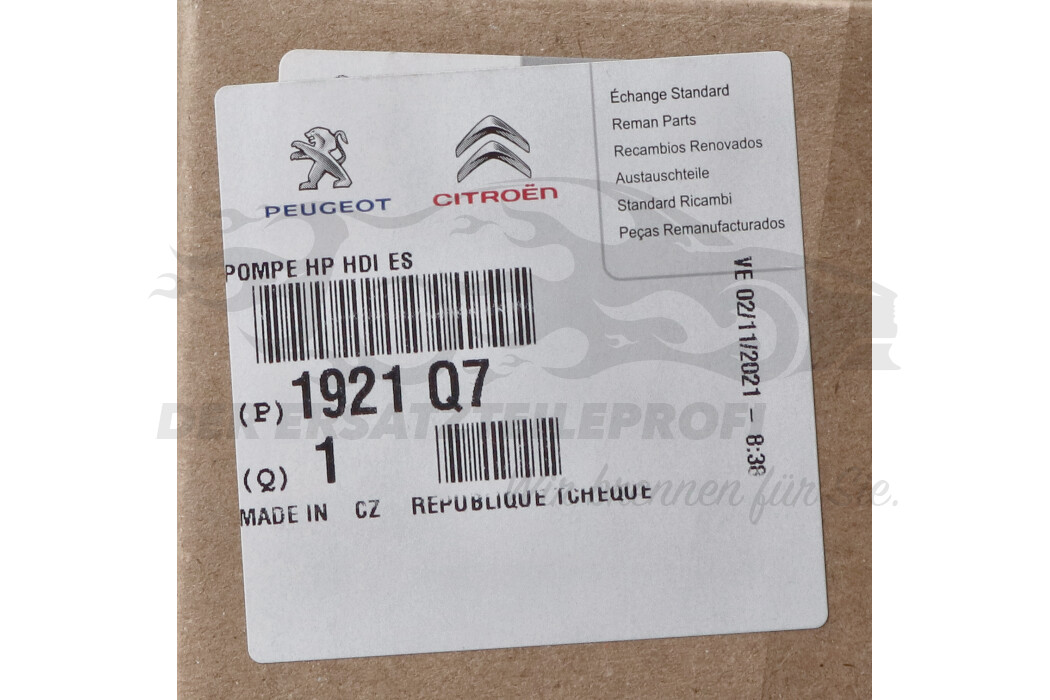 Échange Standard
Reman Parts
Recambios Renovados
Austauschteile
Standard Ricambi
Peças Remanufacturados
PEUGEOT
CITROËN
POMPE HP HDI ES
(P) 1921 Q7
(Q) 1
MADE IN CZ REPUBLIQUE TCHEQUE
VE 02/11/2021 - 8:38
DER ERSATZTEILEPROFI
Wir brennen für Sie.